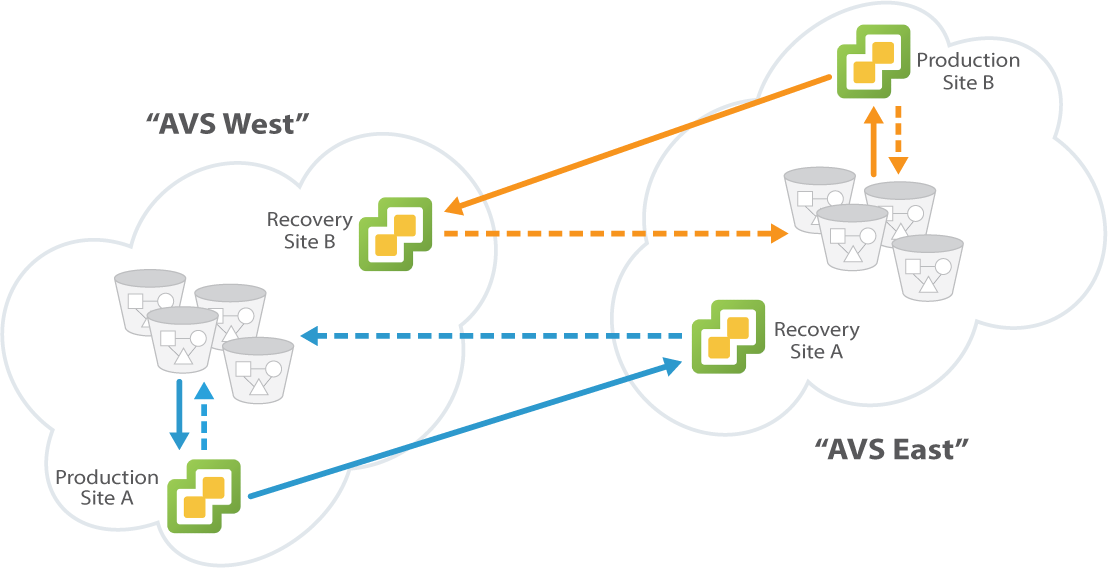 Production
Site B
“AVS West”
Recovery
Site B
Recovery
Site A
“AVS East”
Production
Site A